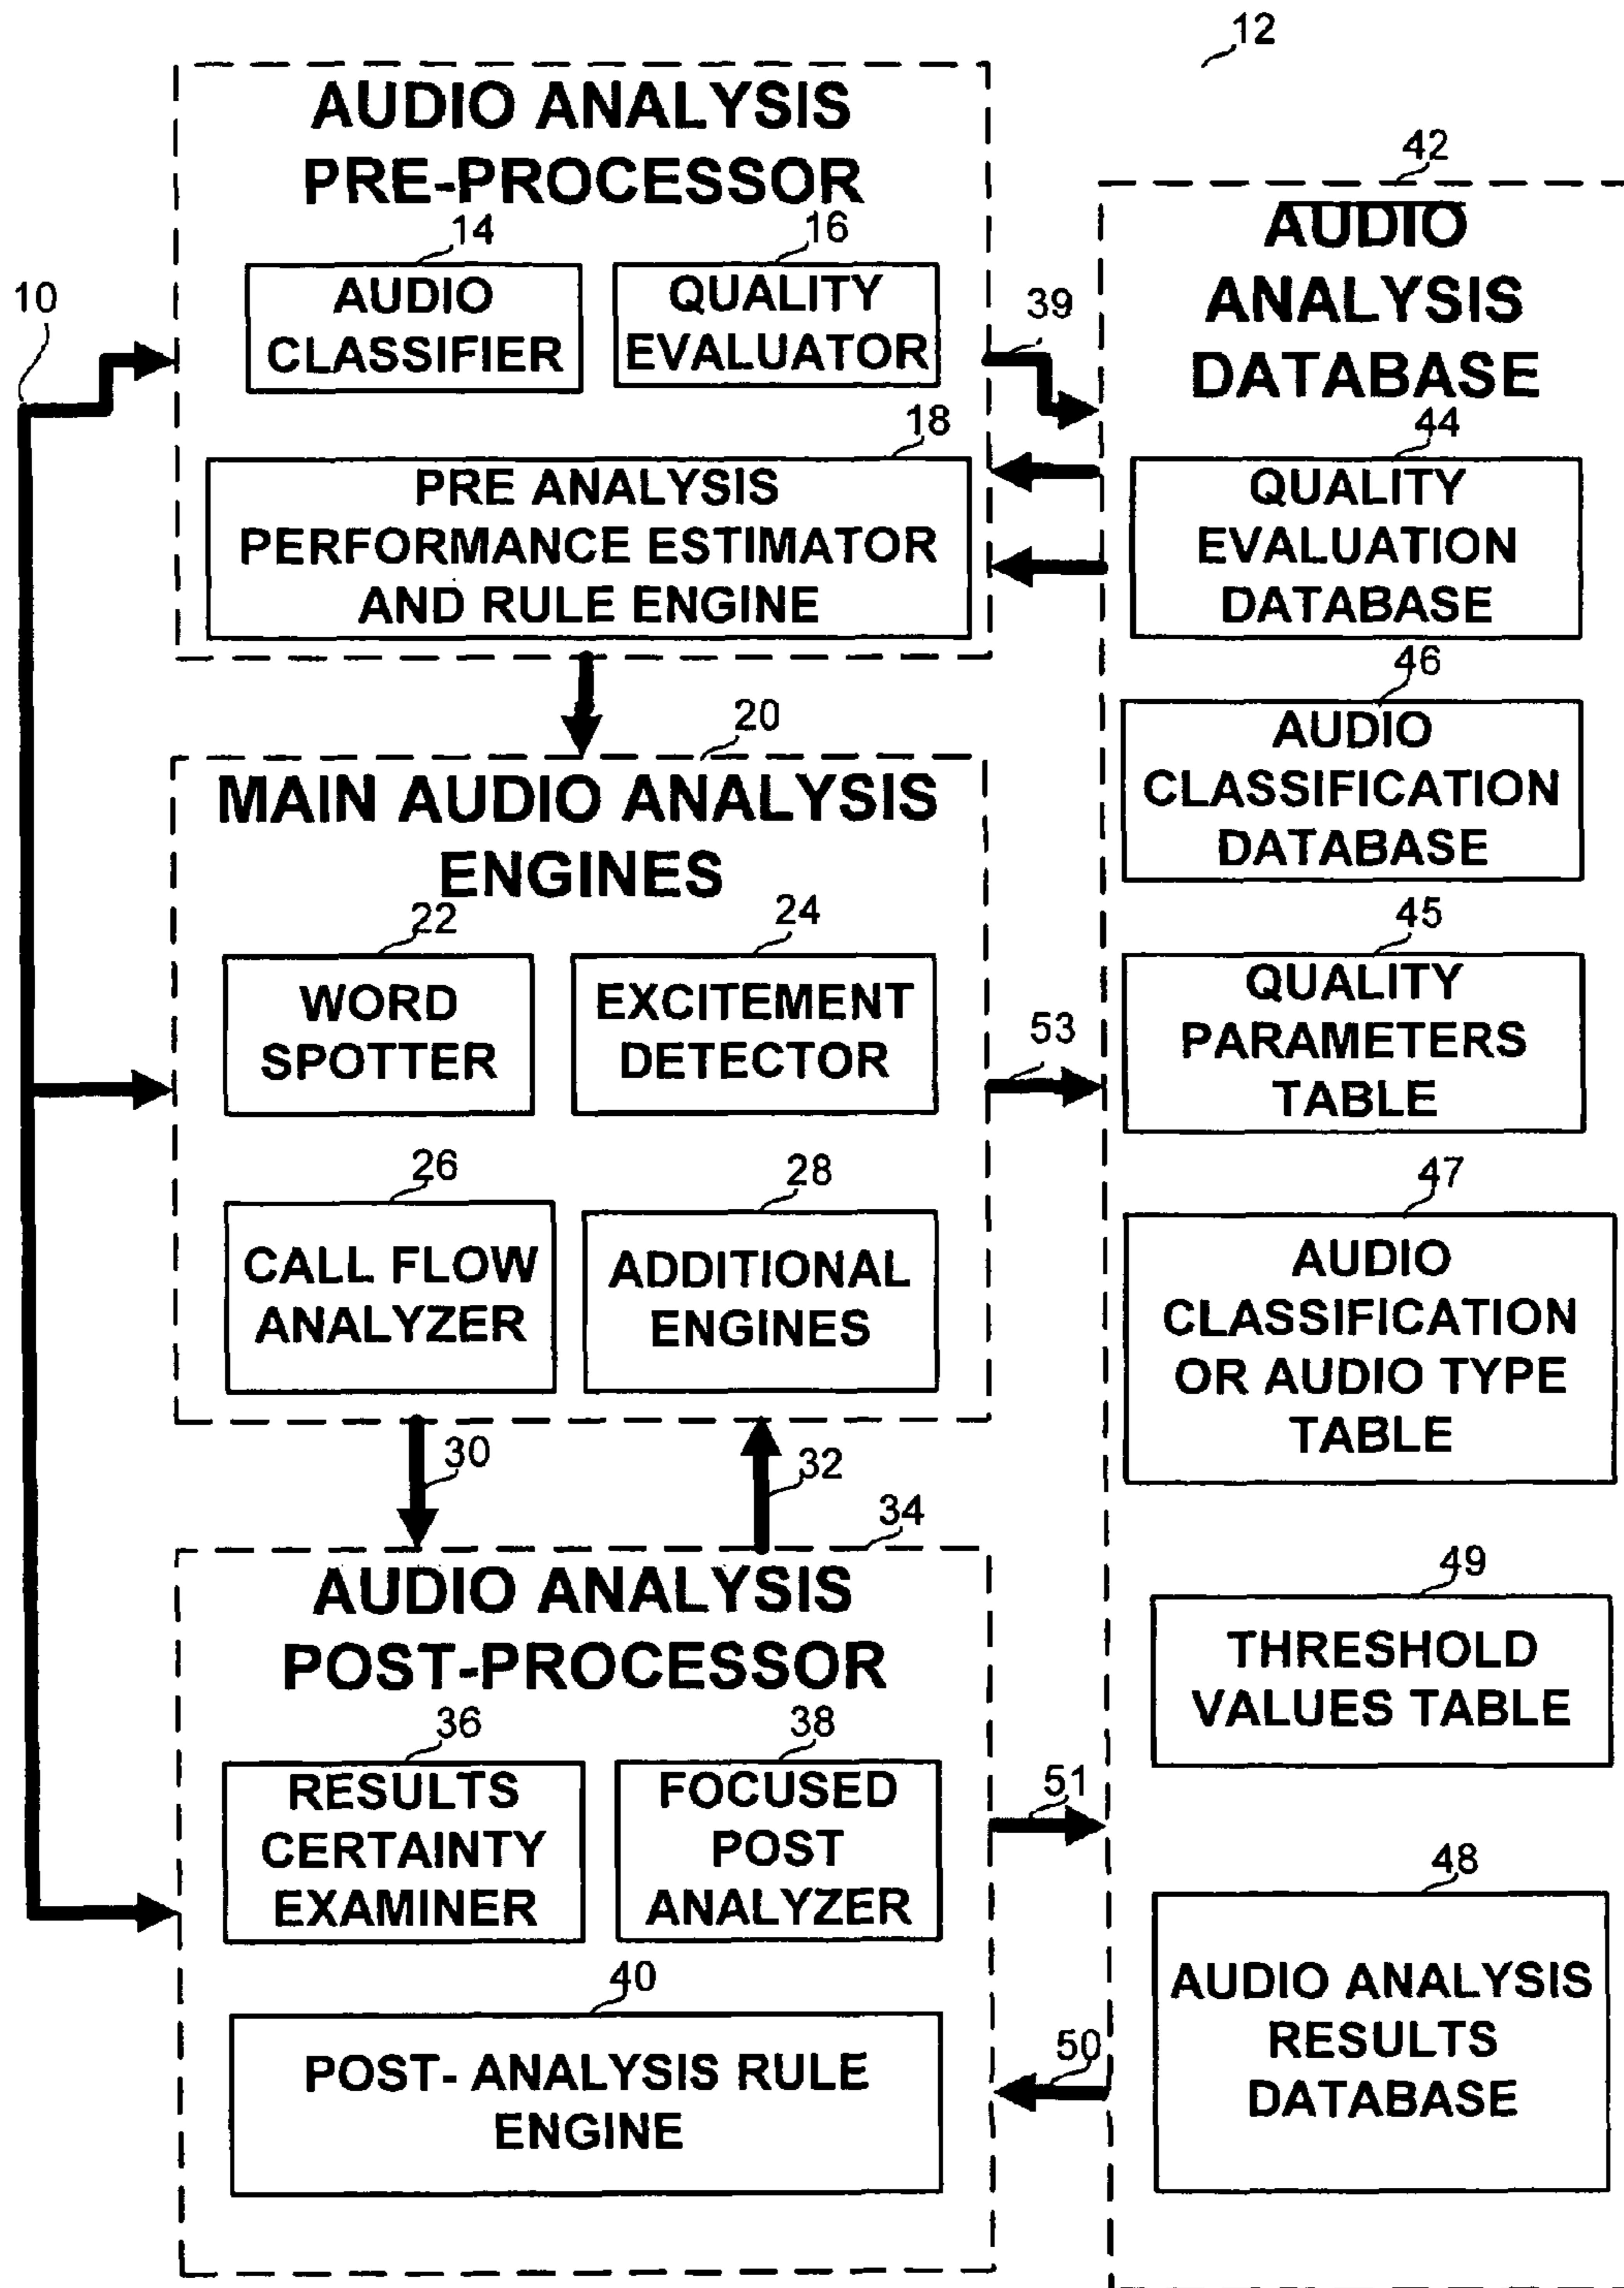 12
AUDIO ANALYSIS
PRE-PROCESSOR
14
AUDIO
CLASSIFIER
16
QUALITY
EVALUATOR
18
PRE ANALYSIS
PERFORMANCE ESTIMATOR
AND RULE ENGINE
10
39
20
MAIN AUDIO ANALYSIS
ENGINES
22
WORD
SPOTTER
24
EXCITEMENT
DETECTOR
26
CALL FLOW
ANALYZER
28
ADDITIONAL
ENGINES
53
30
32
34
AUDIO ANALYSIS
POST-PROCESSOR
36
RESULTS
CERTAINTY
EXAMINER
38
FOCUSED
POST
ANALYZER
40
POST- ANALYSIS RULE
ENGINE
51
50
42
AUDIO
ANALYSIS
DATABASE
44
QUALITY
EVALUATION
DATABASE
46
AUDIO
CLASSIFICATION
DATABASE
45
QUALITY
PARAMETERS
TABLE
47
AUDIO
CLASSIFICATION
OR AUDIO TYPE
TABLE
49
THRESHOLD
VALUES TABLE
48
AUDIO ANALYSIS
RESULTS
DATABASE